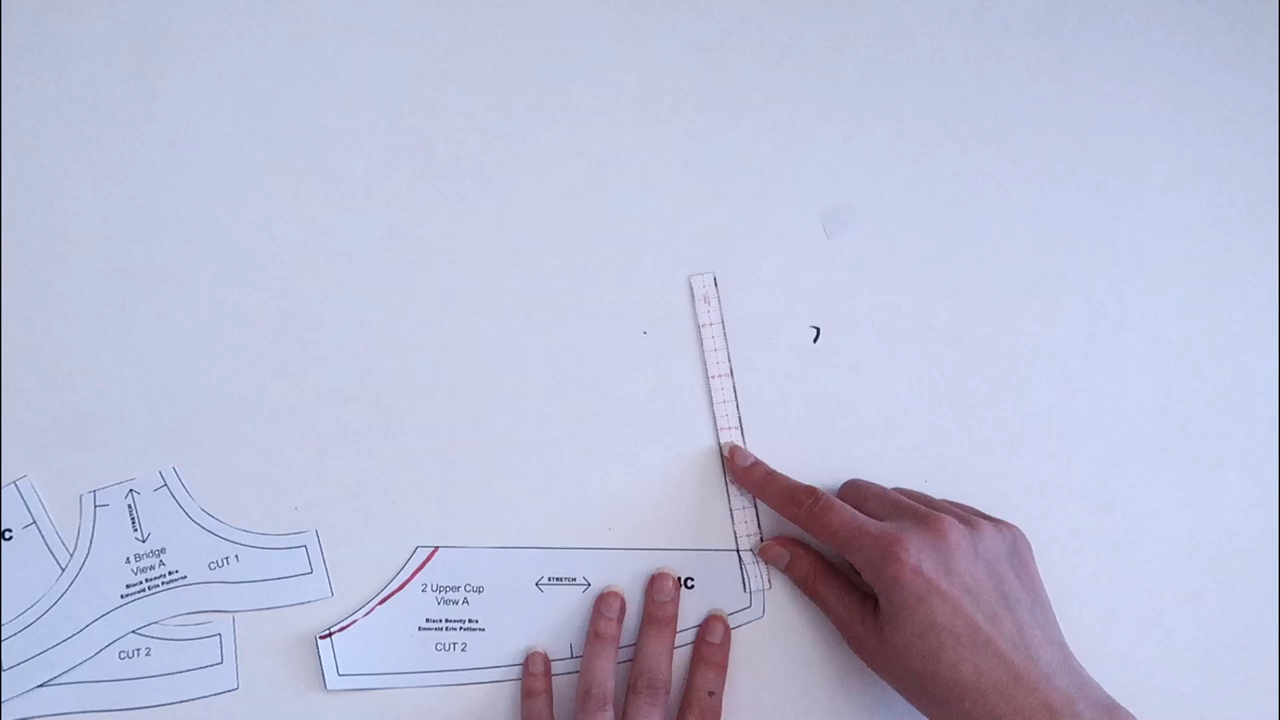 C
STRETCH
4 Bridge
View A
Black Beauty Bra
Emerald Erin Patterns
CUT 1
CUT 2
2 Upper Cup
View A
Black Beauty Bra
Emerald Erin Patterns
CUT 2
STRETCH
4C